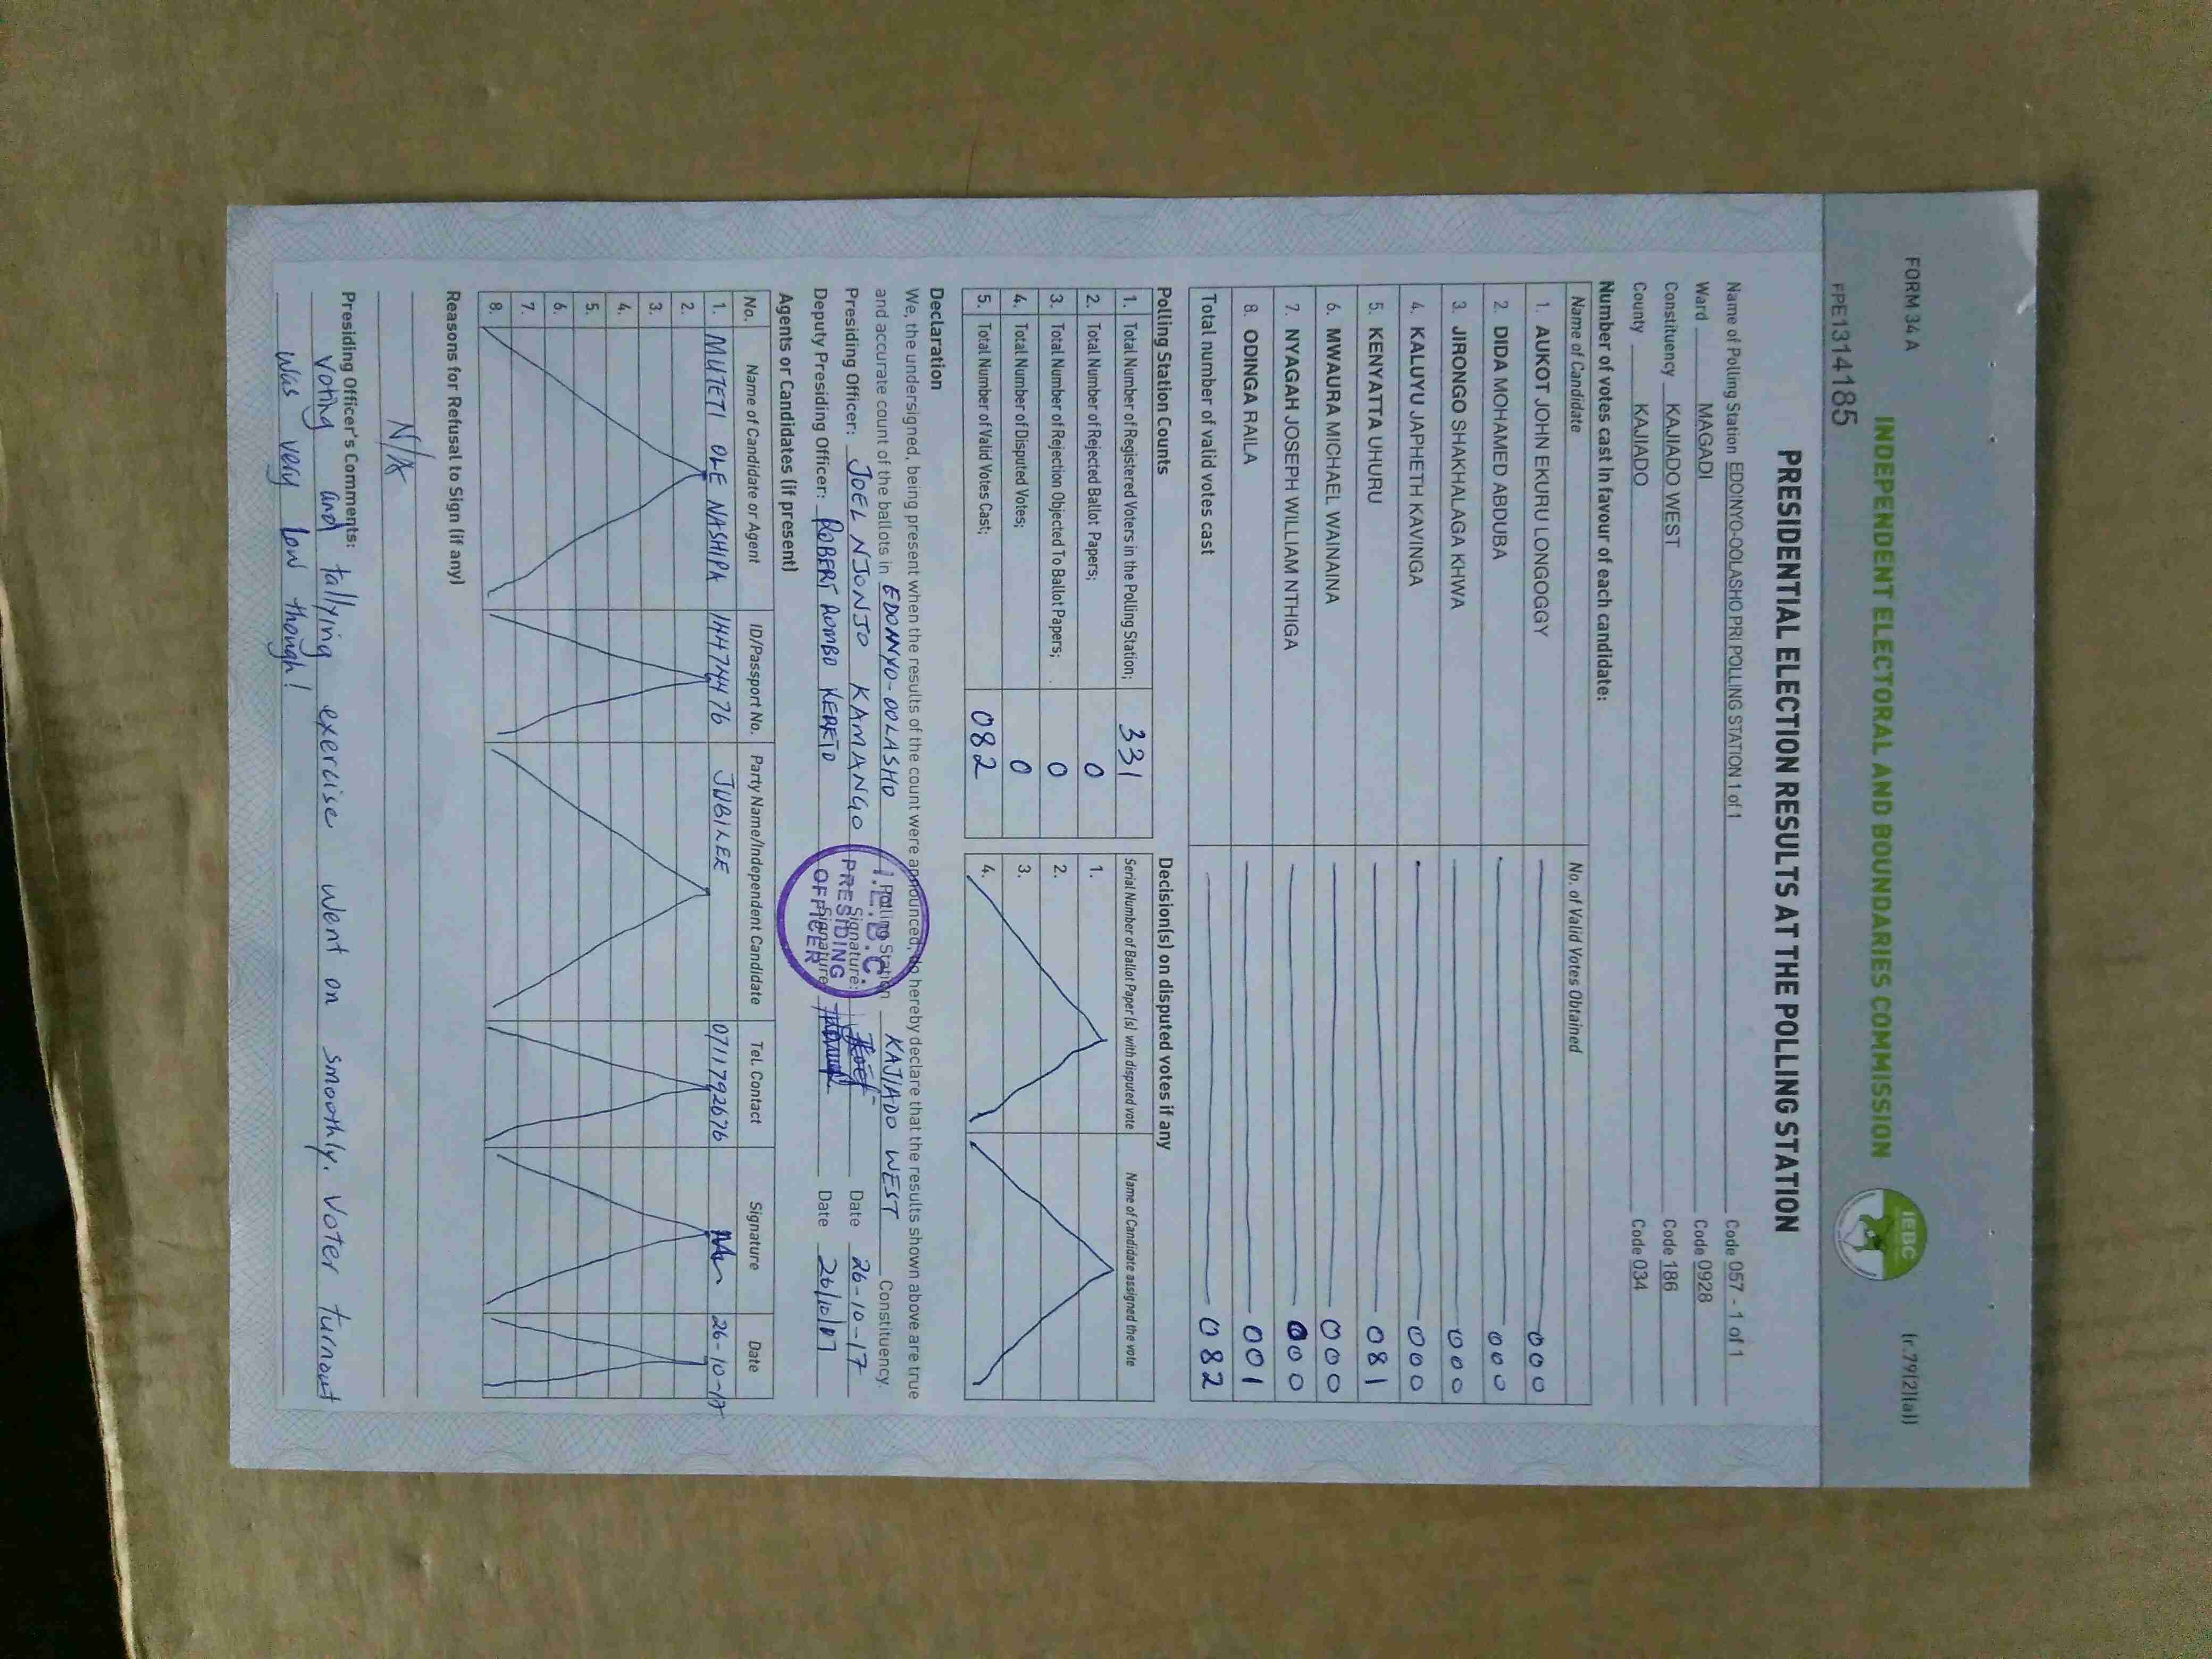 FORM 34 A
(r.79(2)(a))
INDEPENDENT ELECTORAL AND BOUNDARIES COMMISSION
IEBC
FPE1314185
PRESIDENTIAL ELECTION RESULTS AT THE POLLING STATION
Name of Polling Station EDOINYO-OOLASHO PRI POLLING STATION 1 of 1 Code 057 - 1 of 1
Ward MAGADI Code 0928
Constituency KAJIADO WEST Code 186
County KAJIADO Code 034
Number of votes cast in favour of each candidate:
Name of Candidate No. of Valid Votes Obtained
1. AUKOT JOHN EKURU LONGOGGY 000
2. DIDA MOHAMED ABDUBA 000
3. JIRONGO SHAKHALAGA KHWA 000
4. KALUYU JAPHETH KAVINGA 000
5. KENYATTA UHURU 081
6. MWAURA MICHAEL WAINAINA 000
7. NYAGAH JOSEPH WILLIAM NTHIGA 000
8. ODINGA RAILA 001
Total number of valid votes cast 082
Polling Station Counts
1. Total Number of Registered Voters in the Polling Station; 331
2. Total Number of Rejected Ballot Papers; 0
3. Total Number of Rejection Objected To Ballot Papers; 0
4. Total Number of Disputed Votes; 0
5. Total Number of Valid Votes Cast; 082
Decision(s) on disputed votes if any
Serial Number of Ballot Paper(s) with disputed vote Name of Candidate assigned the vote
1.
2.
3.
4.
Declaration
We, the undersigned, being present when the results of the count were announced, do hereby declare that the results shown above are true
and accurate count of the ballots in EDONYO-OOLASHO Polling Station KAJIADO WEST Constituency.
Presiding Officer: JOEL NJONJO KAMANGO Signature: Date 26-10-17
Deputy Presiding Officer: ROBERT ROMBO KERETO Signature Date 26/10/17
I.E.B.C
PRESIDING
OFFICER
Agents or Candidates (if present)
No. Name of Candidate or Agent ID/Passport No. Party Name/Independent Candidate Tel. Contact Signature Date
1. MUTETI OLE NASHIPA JUBILEE 0711792676 26-10-17
2.
3.
4.
5.
6.
7.
8.
Reasons for Refusal to Sign (if any)
N/A
Presiding Officer's Comments:
Voting and tallying exercise went on smoothly. Voter turnout
was very low though!